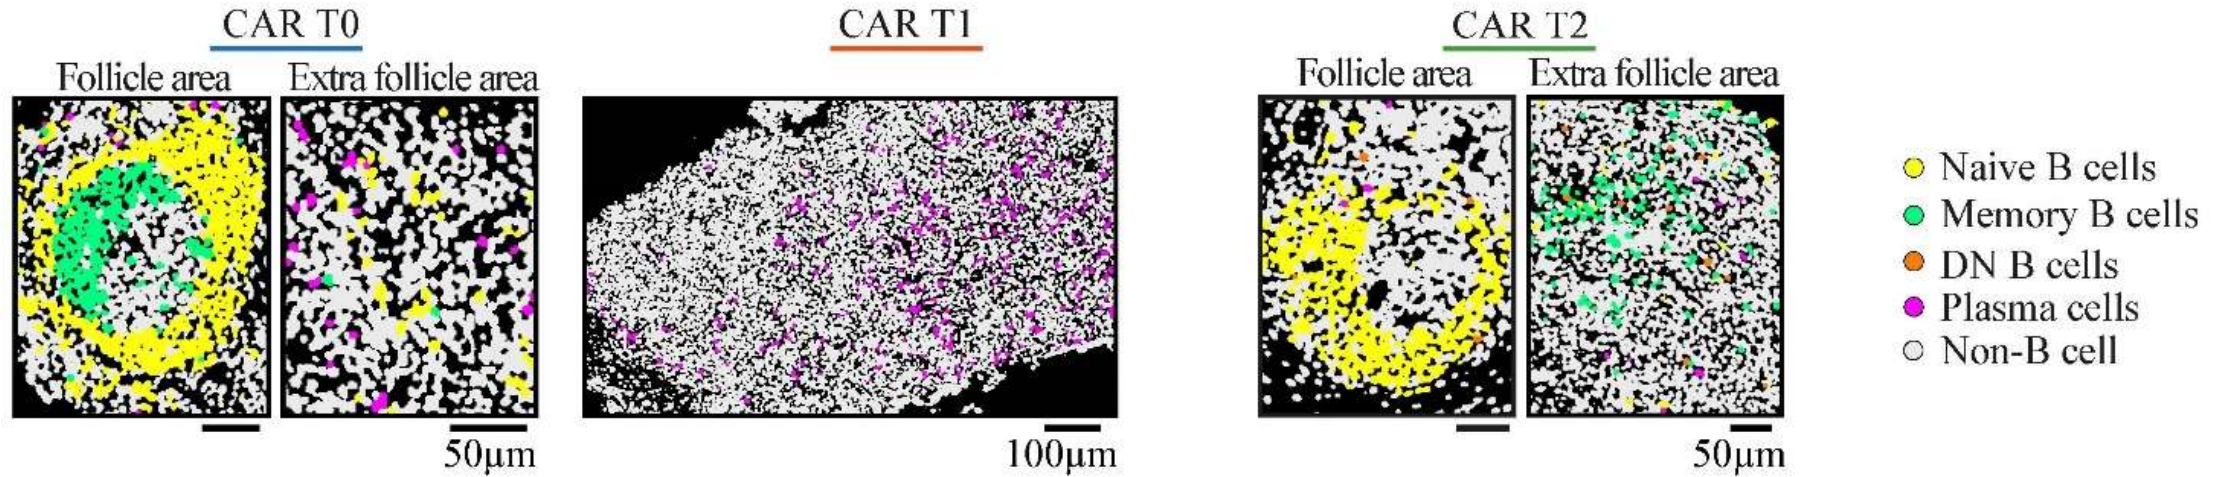 CAR T0
Follicle area
Extra follicle area
50µm
CAR T1
100µm
CAR T2
Follicle area
Extra follicle area
50µm
Naive B cells
Memory B cells
DN B cells
Plasma cells
Non-B cell